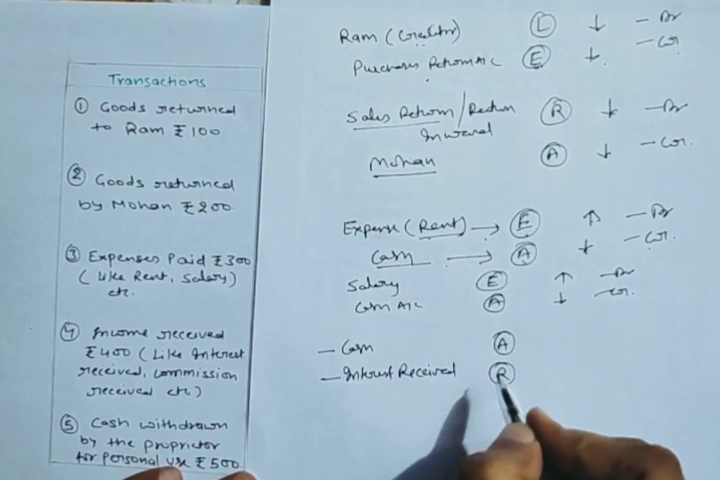 Transactions
① Goods returned
to Ram ₹100
② Goods returned
by Mohan ₹200.
③ Expenses Paid ₹300
(Like Rent, Salary)
etc.
④ Income received
₹400 (Like Interest
received, commission
received etc)
⑤ Cash withdrawn
by the proprietor
for personal use ₹500.
Ram (Creditor) L ↓ - Dr
Purchases Return A/c E ↓ - Cr.
Sales Return / Return R ↓ - Dr
Inward
Mohan A ↓ - Cr.
Expense (Rent) → E ↑ - Dr
Cash → A ↓ - Cr.
Salary E ↑ - Dr
Cash A/c A ↓ - Cr.
- Cash A
- Interest Received R